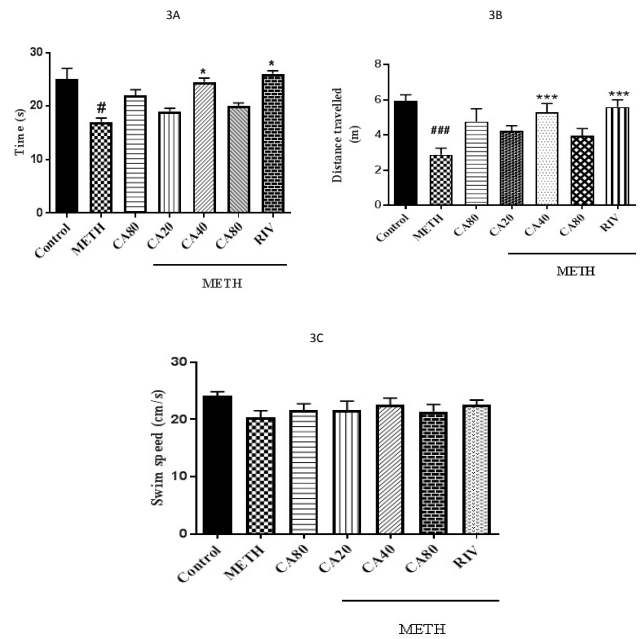 3A
30
20
10
0
Time (s)
#
*
*
Control
METH
CA80
CA20
CA40
CA80
RIV
METH
3B
8
6
4
2
0
Distance travelled
(m)
###
***
***
Control
METH
CA80
CA20
CA40
CA80
RIV
METH
3C
30
20
10
0
Swim speed (cm/s)
Control
METH
CA80
CA20
CA40
CA80
RIV
METH